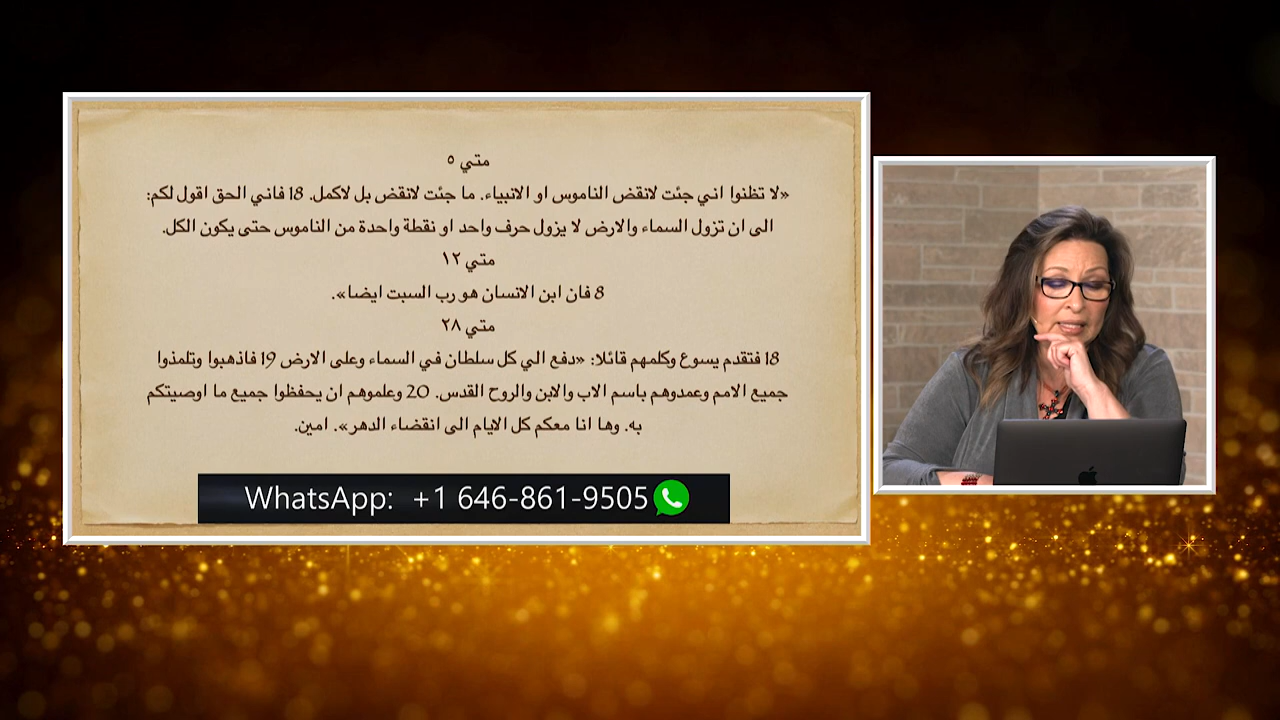 متي ٥
«لا تظنوا اني جئت لانقض الناموس او الانبياء. ما جئت لانقض بل لاكمل. 18 فاني الحق اقول لكم:
الى ان تزول السماء والارض لا يزول حرف واحد او نقطة واحدة من الناموس حتى يكون الكل.
متي ١٢
8 فان ابن الانسان هو رب السبت ايضا».
متي ٢٨
18 فتقدم يسوع وكلمهم قائلا: «دفع الي كل سلطان في السماء وعلى الارض 19 فاذهبوا وتلمذوا
جميع الامم وعمدوهم باسم الاب والابن والروح القدس. 20 وعلموهم ان يحفظوا جميع ما اوصيتكم
به. وها انا معكم كل الايام الى انقضاء الدهر». امين.
WhatsApp: +1 646-861-9505